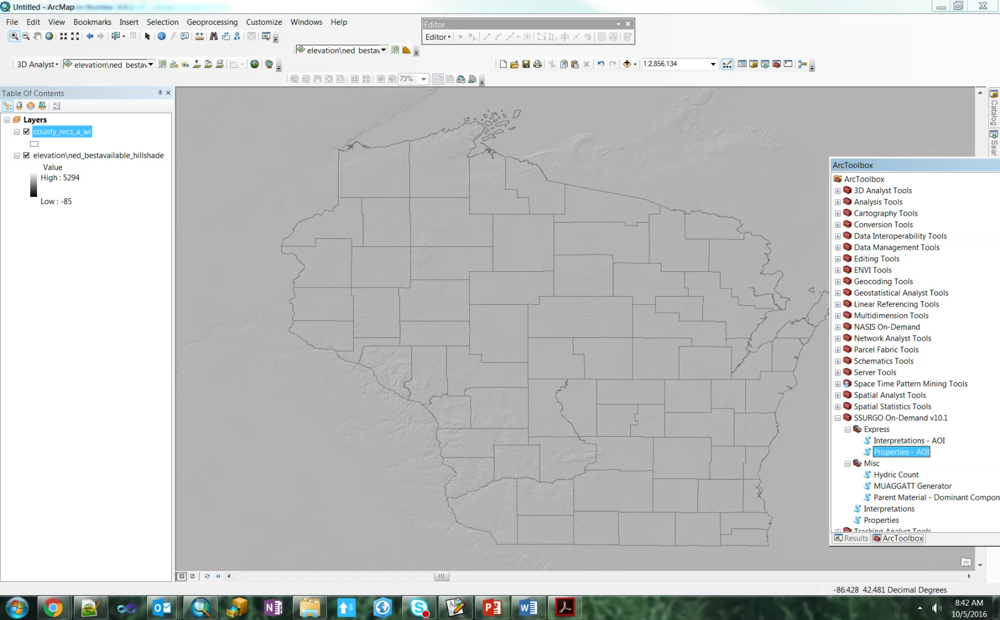 Untitled - ArcMap
File Edit View Bookmarks Insert Selection Geoprocessing Customize Windows Help
Editor
Editor
elevation\ned_bestav
3D Analyst
elevation\ned_bestav
1:2,856,134
73%
Table Of Contents
Layers
county_nrcs_a_wi
elevation\ned_bestavailable_hillshade
Value
High : 5294
Low : -85
Catalog
Sear
ArcToolbox
ArcToolbox
3D Analyst Tools
Analysis Tools
Cartography Tools
Conversion Tools
Data Interoperability Tools
Data Management Tools
Editing Tools
ENVI Tools
Geocoding Tools
Geostatistical Analyst Tools
Linear Referencing Tools
Multidimension Tools
NASIS On-Demand
Network Analyst Tools
Parcel Fabric Tools
Schematics Tools
Server Tools
Space Time Pattern Mining Tools
Spatial Analyst Tools
Spatial Statistics Tools
SSURGO On-Demand v10.1
Express
Interpretations - AOI
Properties - AOI
Misc
Hydric Count
MUAGGATT Generator
Parent Material - Dominant Compon
Interpretations
Properties
Tracking Analyst Tools
Results ArcToolbox
-86.428 42.481 Decimal Degrees
8:42 AM
10/5/2016